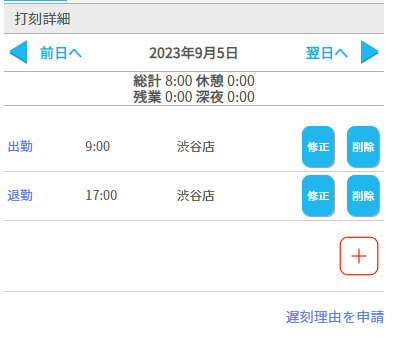 打刻詳細
前日へ 2023年9月5日 翌日へ
総計 8:00 休憩 0:00
残業 0:00 深夜 0:00
出勤 9:00 渋谷店 修正 削除
退勤 17:00 渋谷店 修正 削除
+
遅刻理由を申請